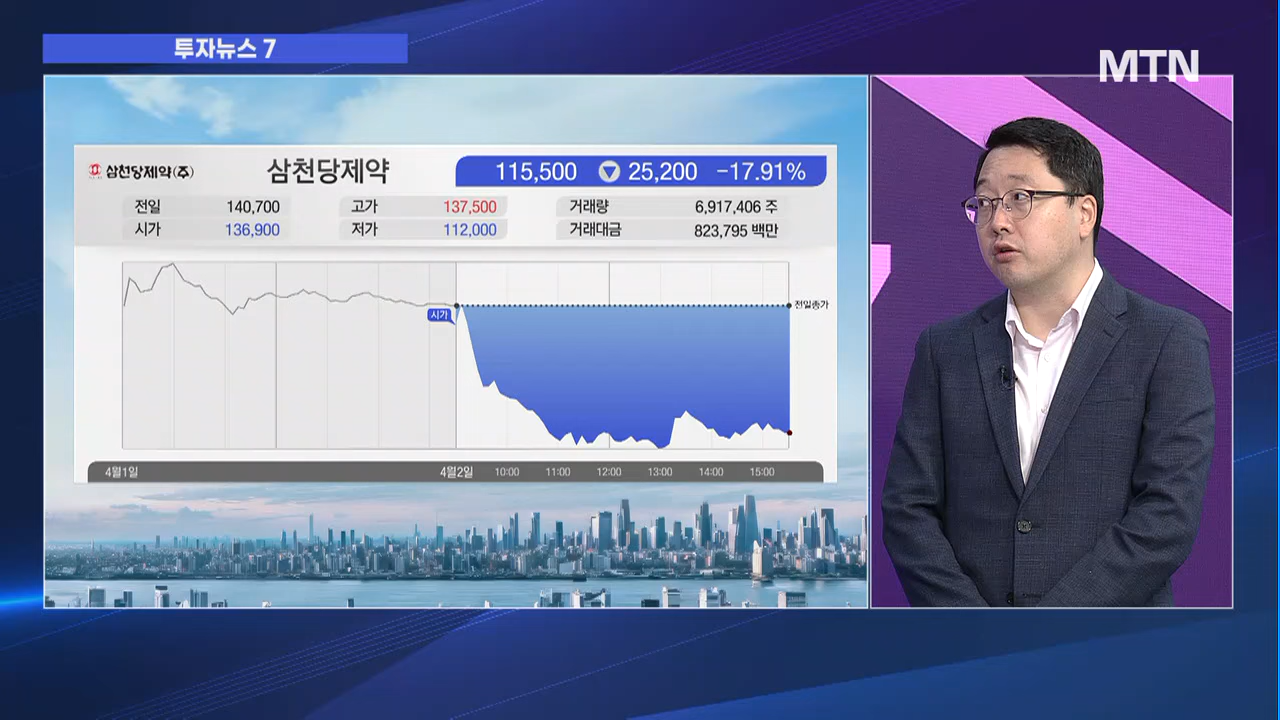 투자뉴스 7
MTN
삼천당제약(주)
삼천당제약
115,500 ▼ 25,200 -17.91%
전일 140,700 고가 137,500 거래량 6,917,406 주
시가 136,900 저가 112,000 거래대금 823,795 백만
전일종가
시가
4월1일 4월2일 10:00 11:00 12:00 13:00 14:00 15:00